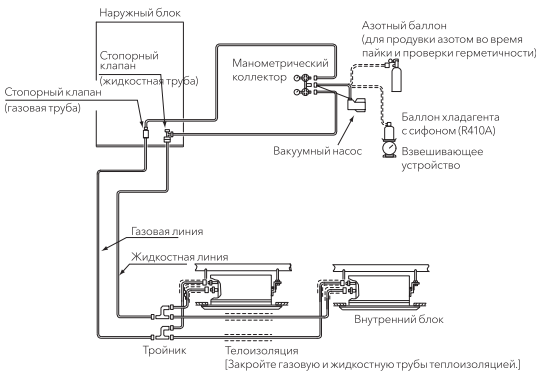 Наружный блок
Азотный баллон
(для продувки азотом во время
пайки и проверки герметичности)
Стопорный
клапан
(жидкостная труба)
Манометрический
коллектор
Стопорный клапан
(газовая труба)
Баллон хладагента
с сифоном (R410A)
Вакуумный насос
Взвешивающее
устройство
Газовая линия
Жидкостная линия
Внутренний блок
Тройник
Телоизоляция
[Закройте газовую и жидкостную трубы теплоизоляцией.]